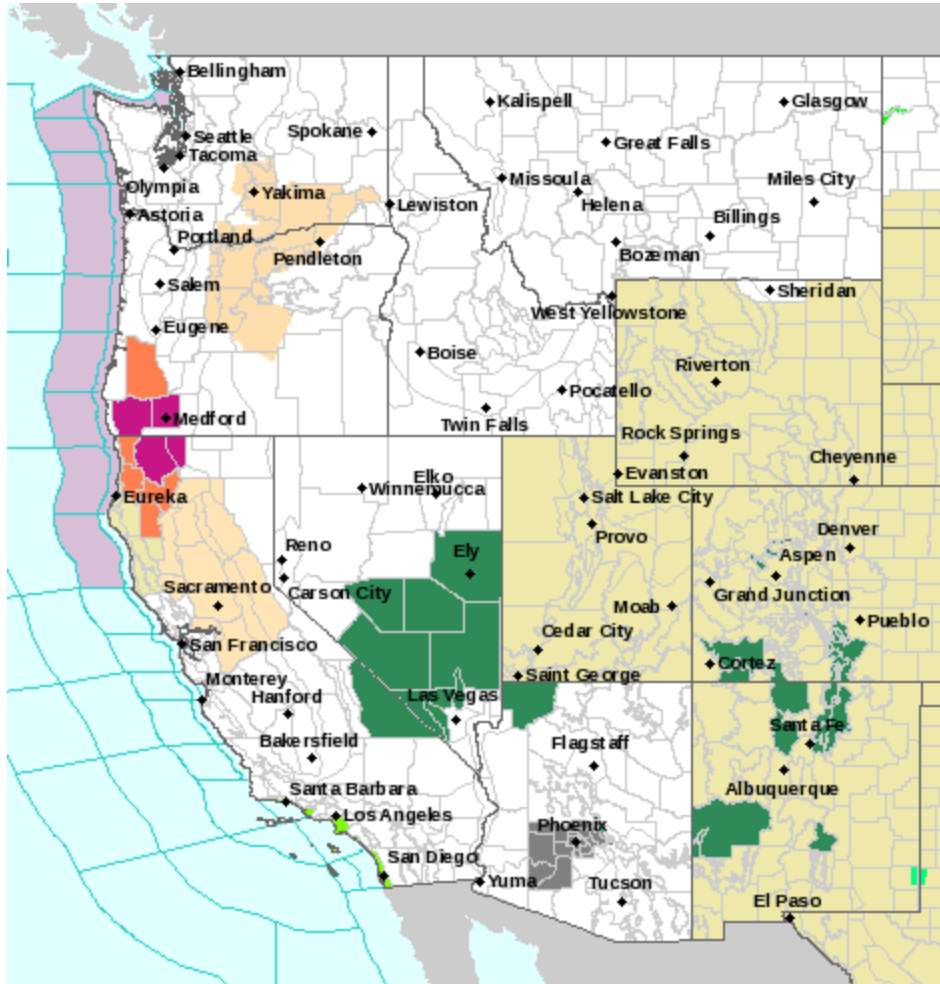 Bellingham
Kalispell
Glasgow
Seattle
Spokane
Great Falls
Tacoma
Missoula
Miles City
Olympia
Yakima
Helena
Lewiston
Astoria
Billings
Portland
Pendleton
Bozeman
Salem
Sheridan
West Yellowstone
Eugene
Boise
Riverton
Pocatello
Medford
Twin Falls
Rock Springs
Cheyenne
Elko
Evanston
Winnemucca
Eureka
Salt Lake City
Denver
Provo
Reno
Ely
Aspen
Sacramento
Carson City
Grand Junction
Moab
Pueblo
Cedar City
San Francisco
Cortez
Saint George
Monterey
Hanford
Las Vegas
Santa Fe
Bakersfield
Flagstaff
Santa Barbara
Albuquerque
Los Angeles
Phoenix
San Diego
Yuma
Tucson
El Paso